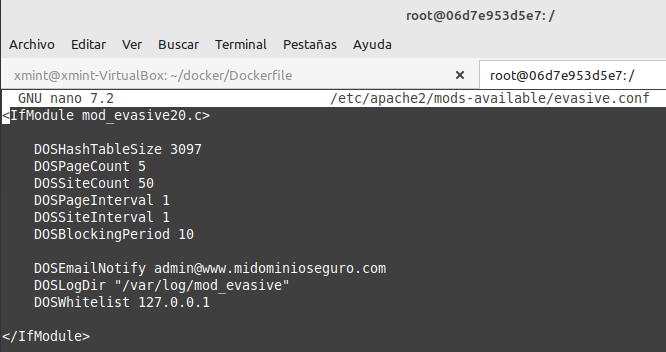 root@06d7e953d5e7: /
Archivo Editar Ver Buscar Terminal Pestañas Ayuda
xmint@xmint-VirtualBox: ~/docker/Dockerfile × root@06d7e953d5e7: /
GNU nano 7.2 /etc/apache2/mods-available/evasive.conf
<IfModule mod_evasive20.c>
DOSHashTableSize 3097
DOSPageCount 5
DOSSiteCount 50
DOSPageInterval 1
DOSSiteInterval 1
DOSBlockingPeriod 10
DOSEmailNotify admin@www.midominioseguro.com
DOSLogDir "/var/log/mod_evasive"
DOSWhitelist 127.0.0.1
</IfModule>